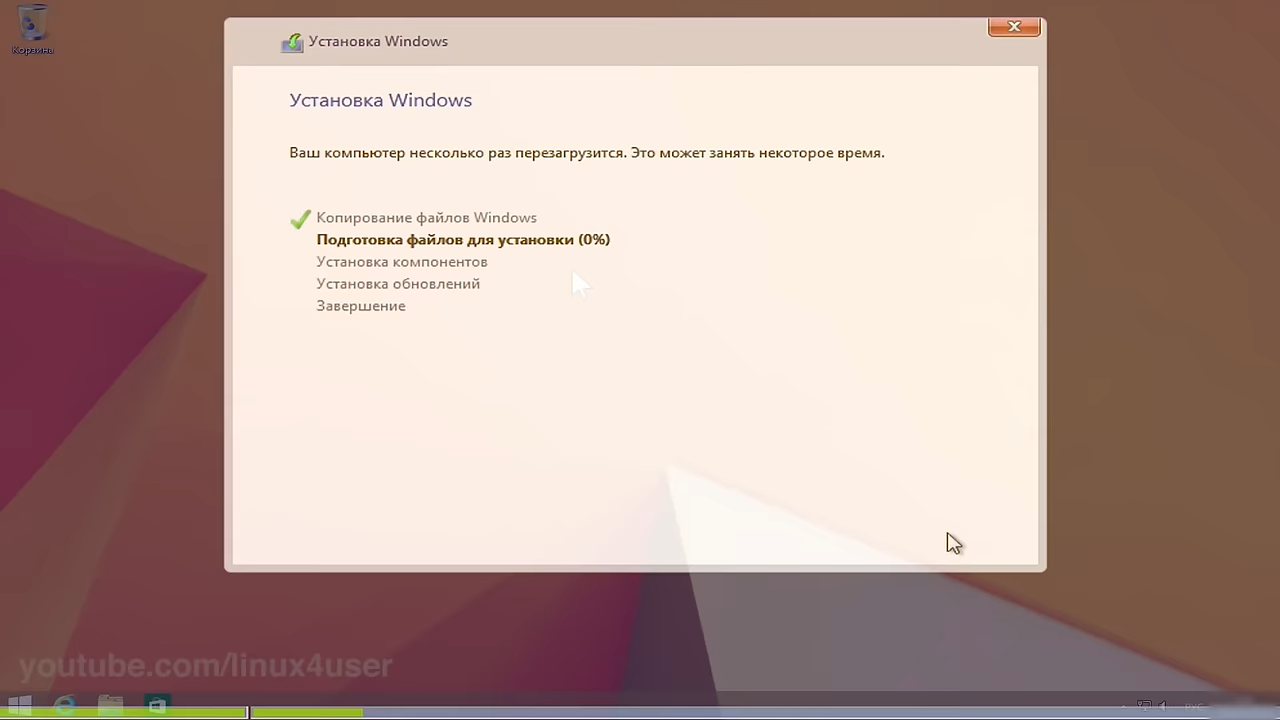 Корзина
Установка Windows
Установка Windows
Ваш компьютер несколько раз перезагрузится. Это может занять некоторое время.
Копирование файлов Windows
Подготовка файлов для установки (0%)
Установка компонентов
Установка обновлений
Завершение
youtube.com/linux4user
РУС